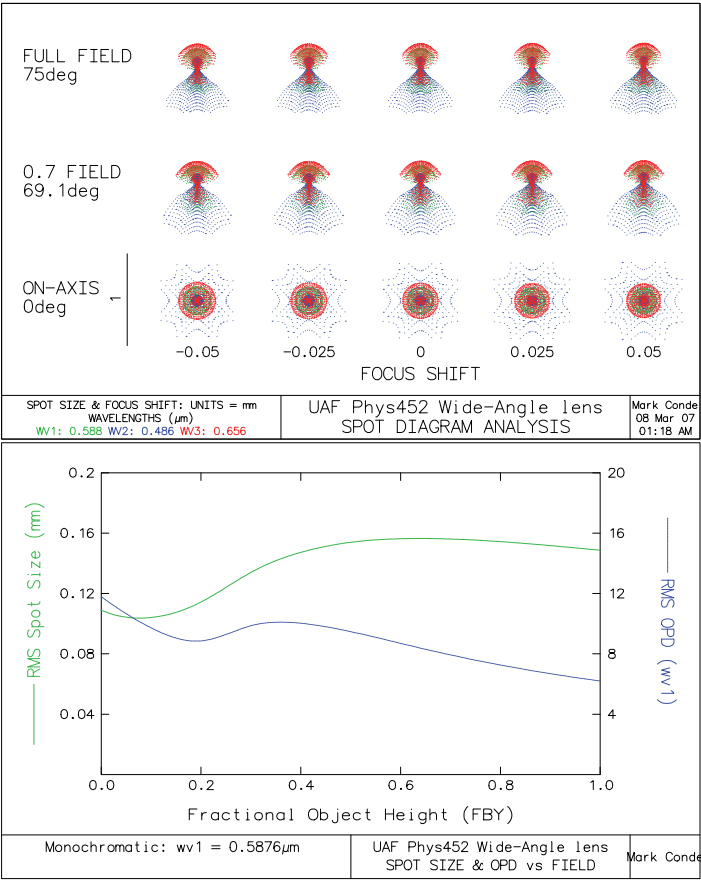 FULL FIELD
75deg
0.7 FIELD
69.1deg
ON-AXIS
0deg
1
-0.05 -0.025 0 0.025 0.05
FOCUS SHIFT
SPOT SIZE & FOCUS SHIFT: UNITS = mm
WAVELENGTHS (µm)
WV1: 0.588 WV2: 0.486 WV3: 0.656
UAF Phys452 Wide-Angle lens
SPOT DIAGRAM ANALYSIS
Mark Conde
08 Mar 07
01:18 AM
0.2
0.16
0.12
0.08
0.04
RMS Spot Size (mm)
20
16
12
8
4
RMS OPD (wv1)
0.0 0.2 0.4 0.6 0.8 1.0
Fractional Object Height (FBY)
Monochromatic: wv1 = 0.5876µm
UAF Phys452 Wide-Angle lens
SPOT SIZE & OPD vs FIELD
Mark Conde